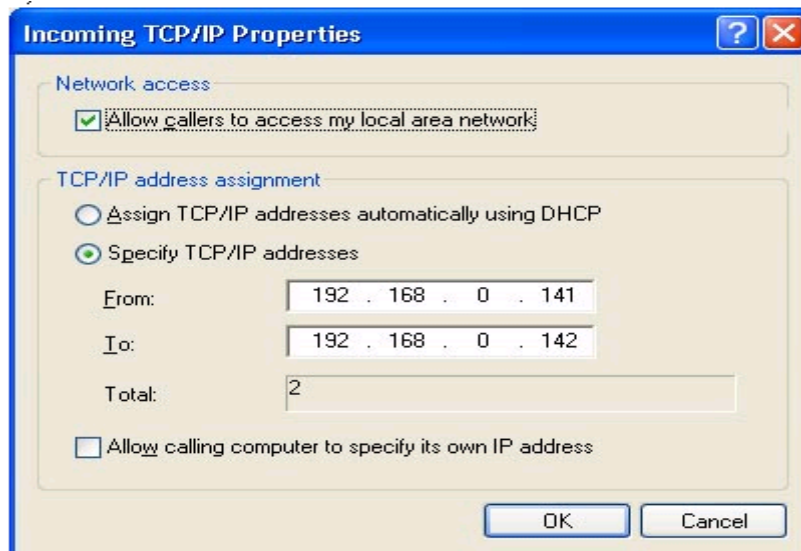 Incoming TCP/IP Properties
?
Network access
Allow callers to access my local area network
TCP/IP address assignment
Assign TCP/IP addresses automatically using DHCP
Specify TCP/IP addresses
From: 192 . 168 . 0 . 141
To: 192 . 168 . 0 . 142
Total: 2
Allow calling computer to specify its own IP address
OK Cancel